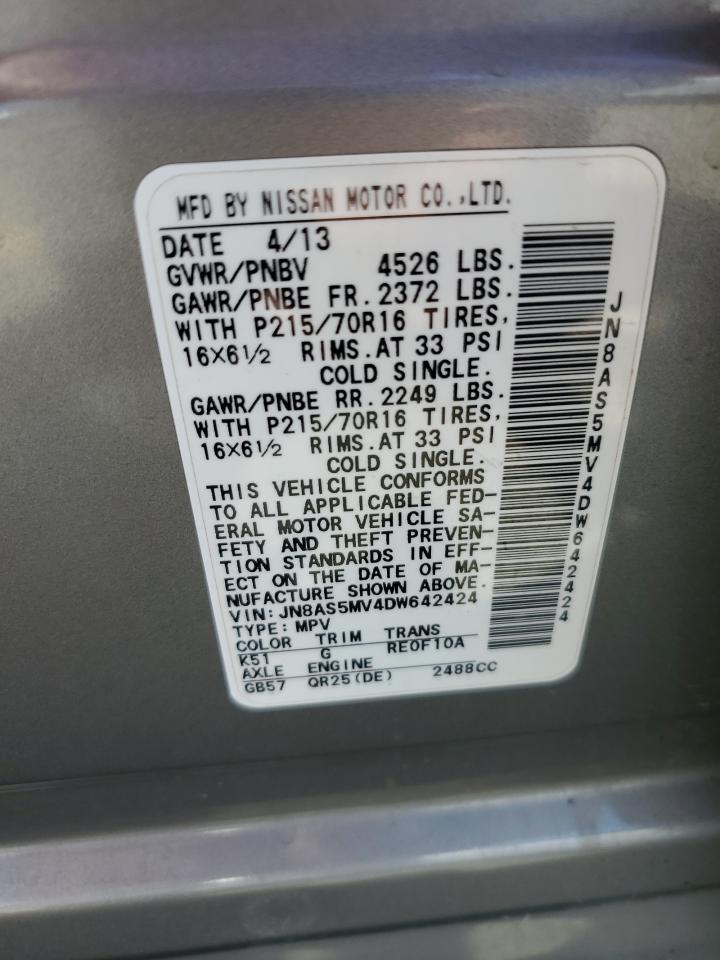 MFD BY NISSAN MOTOR CO.,LTD.
DATE 4/13
GVWR/PNBV 4526 LBS.
GAWR/PNBE FR. 2372 LBS.
WITH P215/70R16 TIRES,
16X6½ RIMS.AT 33 PSI
COLD SINGLE.
GAWR/PNBE RR. 2249 LBS.
WITH P215/70R16 TIRES,
16X6½ RIMS.AT 33 PSI
COLD SINGLE.
THIS VEHICLE CONFORMS
TO ALL APPLICABLE FED-
ERAL MOTOR VEHICLE SA-
FETY AND THEFT PREVEN-
TION STANDARDS IN EFF-
ECT ON THE DATE OF MA-
NUFACTURE SHOWN ABOVE.
VIN:JN8AS5MV4DW642424
TYPE:MPV
COLOR TRIM TRANS
K51 G RE0F10A
AXLE ENGINE
GB57 QR25(DE) 2488CC
JN8AS5MV4DW642424